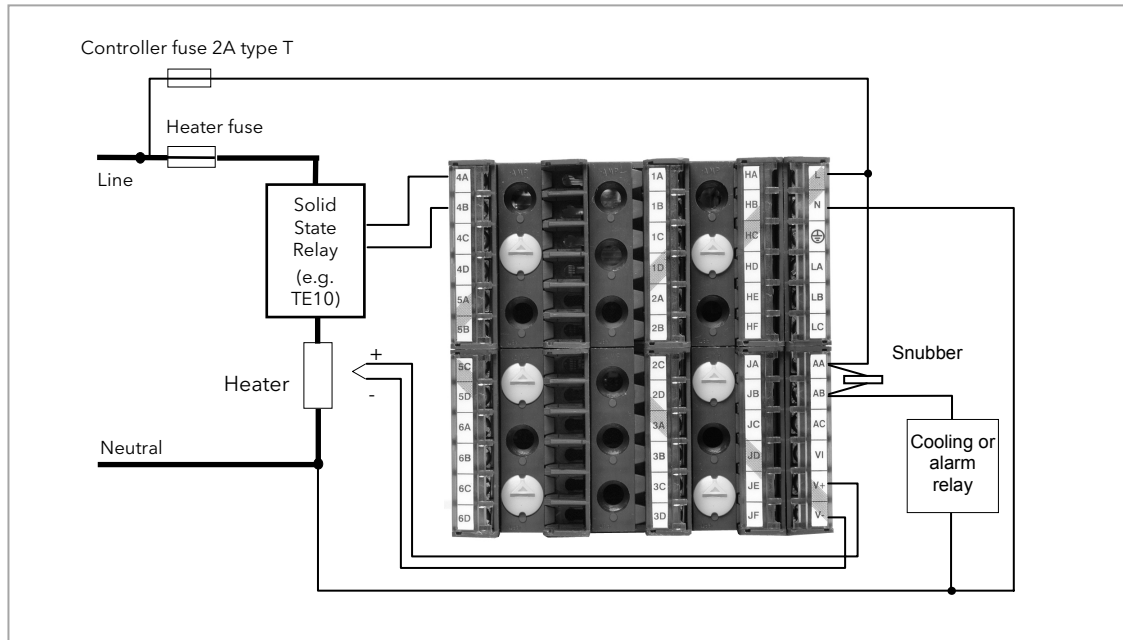 Controller fuse 2A type T
Heater fuse
Line
Solid
State
Relay
(e.g.
TE10)
+
-
Heater
Neutral
4A
4B
4C
4D
5A
5B
5C
5D
6A
6B
6C
6D
1A
1B
1C
1D
2A
2B
2C
2D
3A
3B
3C
3D
HA
HB
HC
HD
HE
HF
JA
JB
JC
JD
JE
JF
L
N
LA
LB
LC
AA
AB
AC
VI
V+
V-
Snubber
Cooling or
alarm
relay